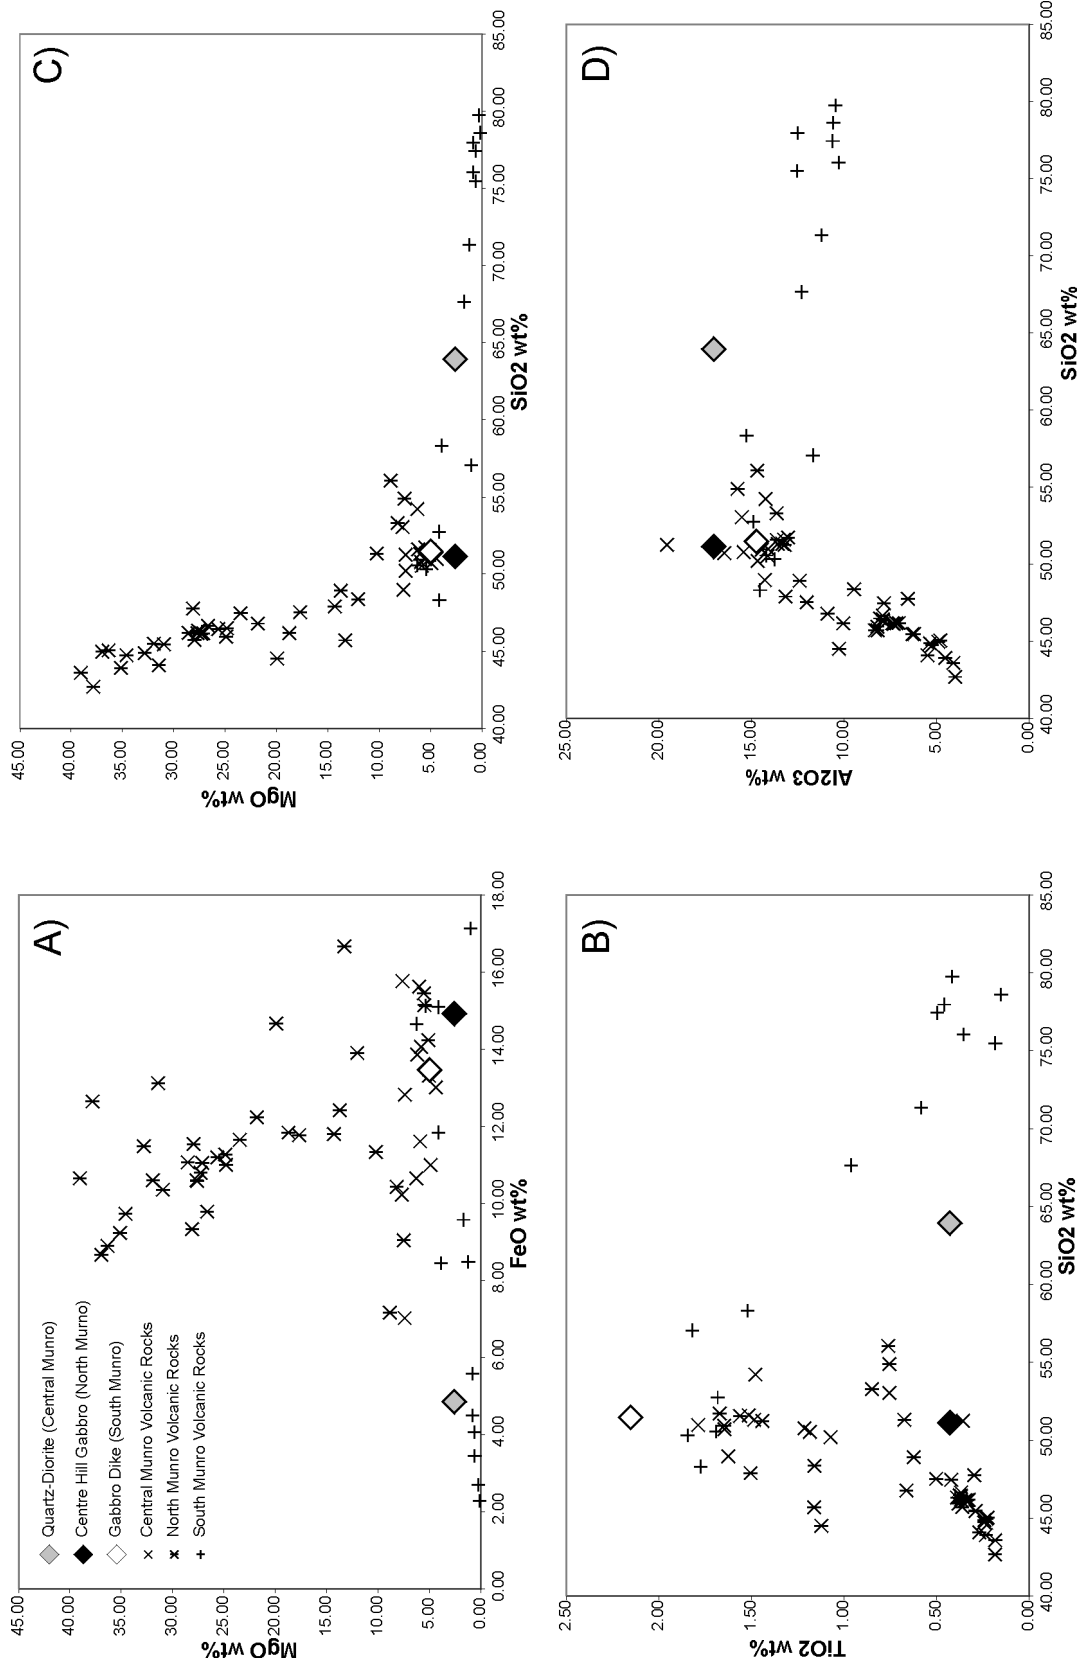 A)
45.00
40.00
35.00
30.00
25.00
20.00
15.00
10.00
5.00
0.00
MgO wt%
Quartz-Diorite (Central Munro)
Centre Hill Gabbro (North Murno)
Gabbro Dike (South Munro)
Central Munro Volcanic Rocks
North Munro Volcanic Rocks
South Munro Volcanic Rocks
0.00 2.00 4.00 6.00 8.00 10.00 12.00 14.00 16.00 18.00
FeO wt%
C)
45.00
40.00
35.00
30.00
25.00
20.00
15.00
10.00
5.00
0.00
MgO wt%
40.00 45.00 50.00 55.00 60.00 65.00 70.00 75.00 80.00 85.00
SiO2 wt%
B)
2.50
2.00
1.50
1.00
0.50
0.00
TiO2 wt%
40.00 45.00 50.00 55.00 60.00 65.00 70.00 75.00 80.00 85.00
SiO2 wt%
D)
25.00
20.00
15.00
10.00
5.00
0.00
Al2O3 wt%
40.00 45.00 50.00 55.00 60.00 65.00 70.00 75.00 80.00 85.00
SiO2 wt%